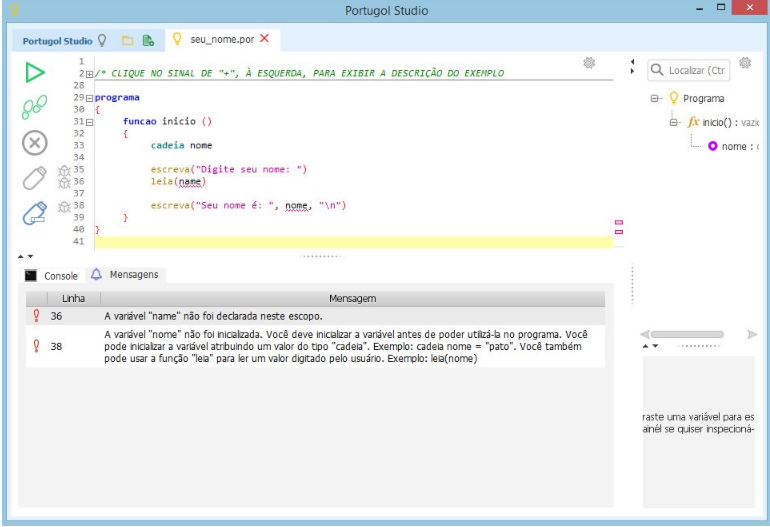 Portugol Studio
Portugol Studio seu_nome.por
1
2 /* CLIQUE NO SINAL DE "+", À ESQUERDA, PARA EXIBIR A DESCRIÇÃO DO EXEMPLO
28
29 programa
30 {
31 funcao inicio ()
32 {
33 cadeia nome
34
35 escreva("Digite seu nome: ")
36 leia(name)
37
38 escreva("Seu nome é: ", nome, "\n")
39 }
40 }
41
Localizar (Ctr
Programa
fx inicio() : vazio
nome : c
Console Mensagens
Linha Mensagem
36 A variável "name" não foi declarada neste escopo.
38 A variável "nome" não foi inicializada. Você deve inicializar a variável antes de poder utilizá-la no programa. Você
pode inicializar a variável atribuindo um valor do tipo "cadeia". Exemplo: cadeia nome = "pato". Você também
pode usar a função "leia" para ler um valor digitado pelo usuário. Exemplo: leia(nome)
raste uma variável para es
ainél se quiser inspecioná-